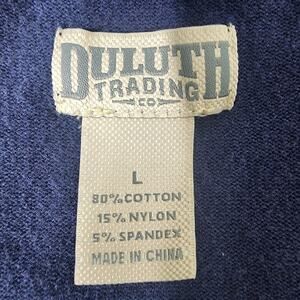 DULUTH
TRADING
CO
L
80% COTTON
15% NYLON
5% SPANDEX
MADE IN CHINA